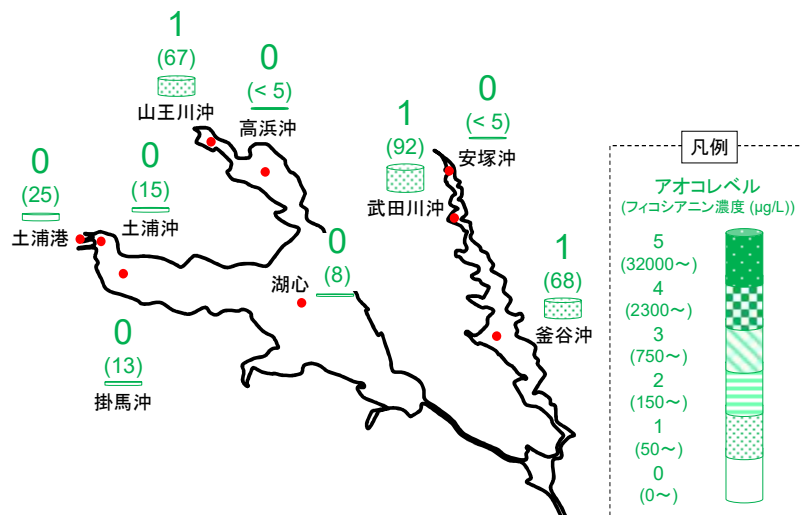 1
(67)
山王川沖
0
(< 5)
高浜沖
0
(25)
土浦港
0
(15)
土浦沖
0
(13)
掛馬沖
湖心
0
(8)
1
(92)
武田川沖
0
(< 5)
安塚沖
1
(68)
釜谷沖
凡例
アオコレベル
(フィコシアニン濃度 (µg/L))
5
(32000～)
4
(2300～)
3
(750～)
2
(150～)
1
(50～)
0
(0～)